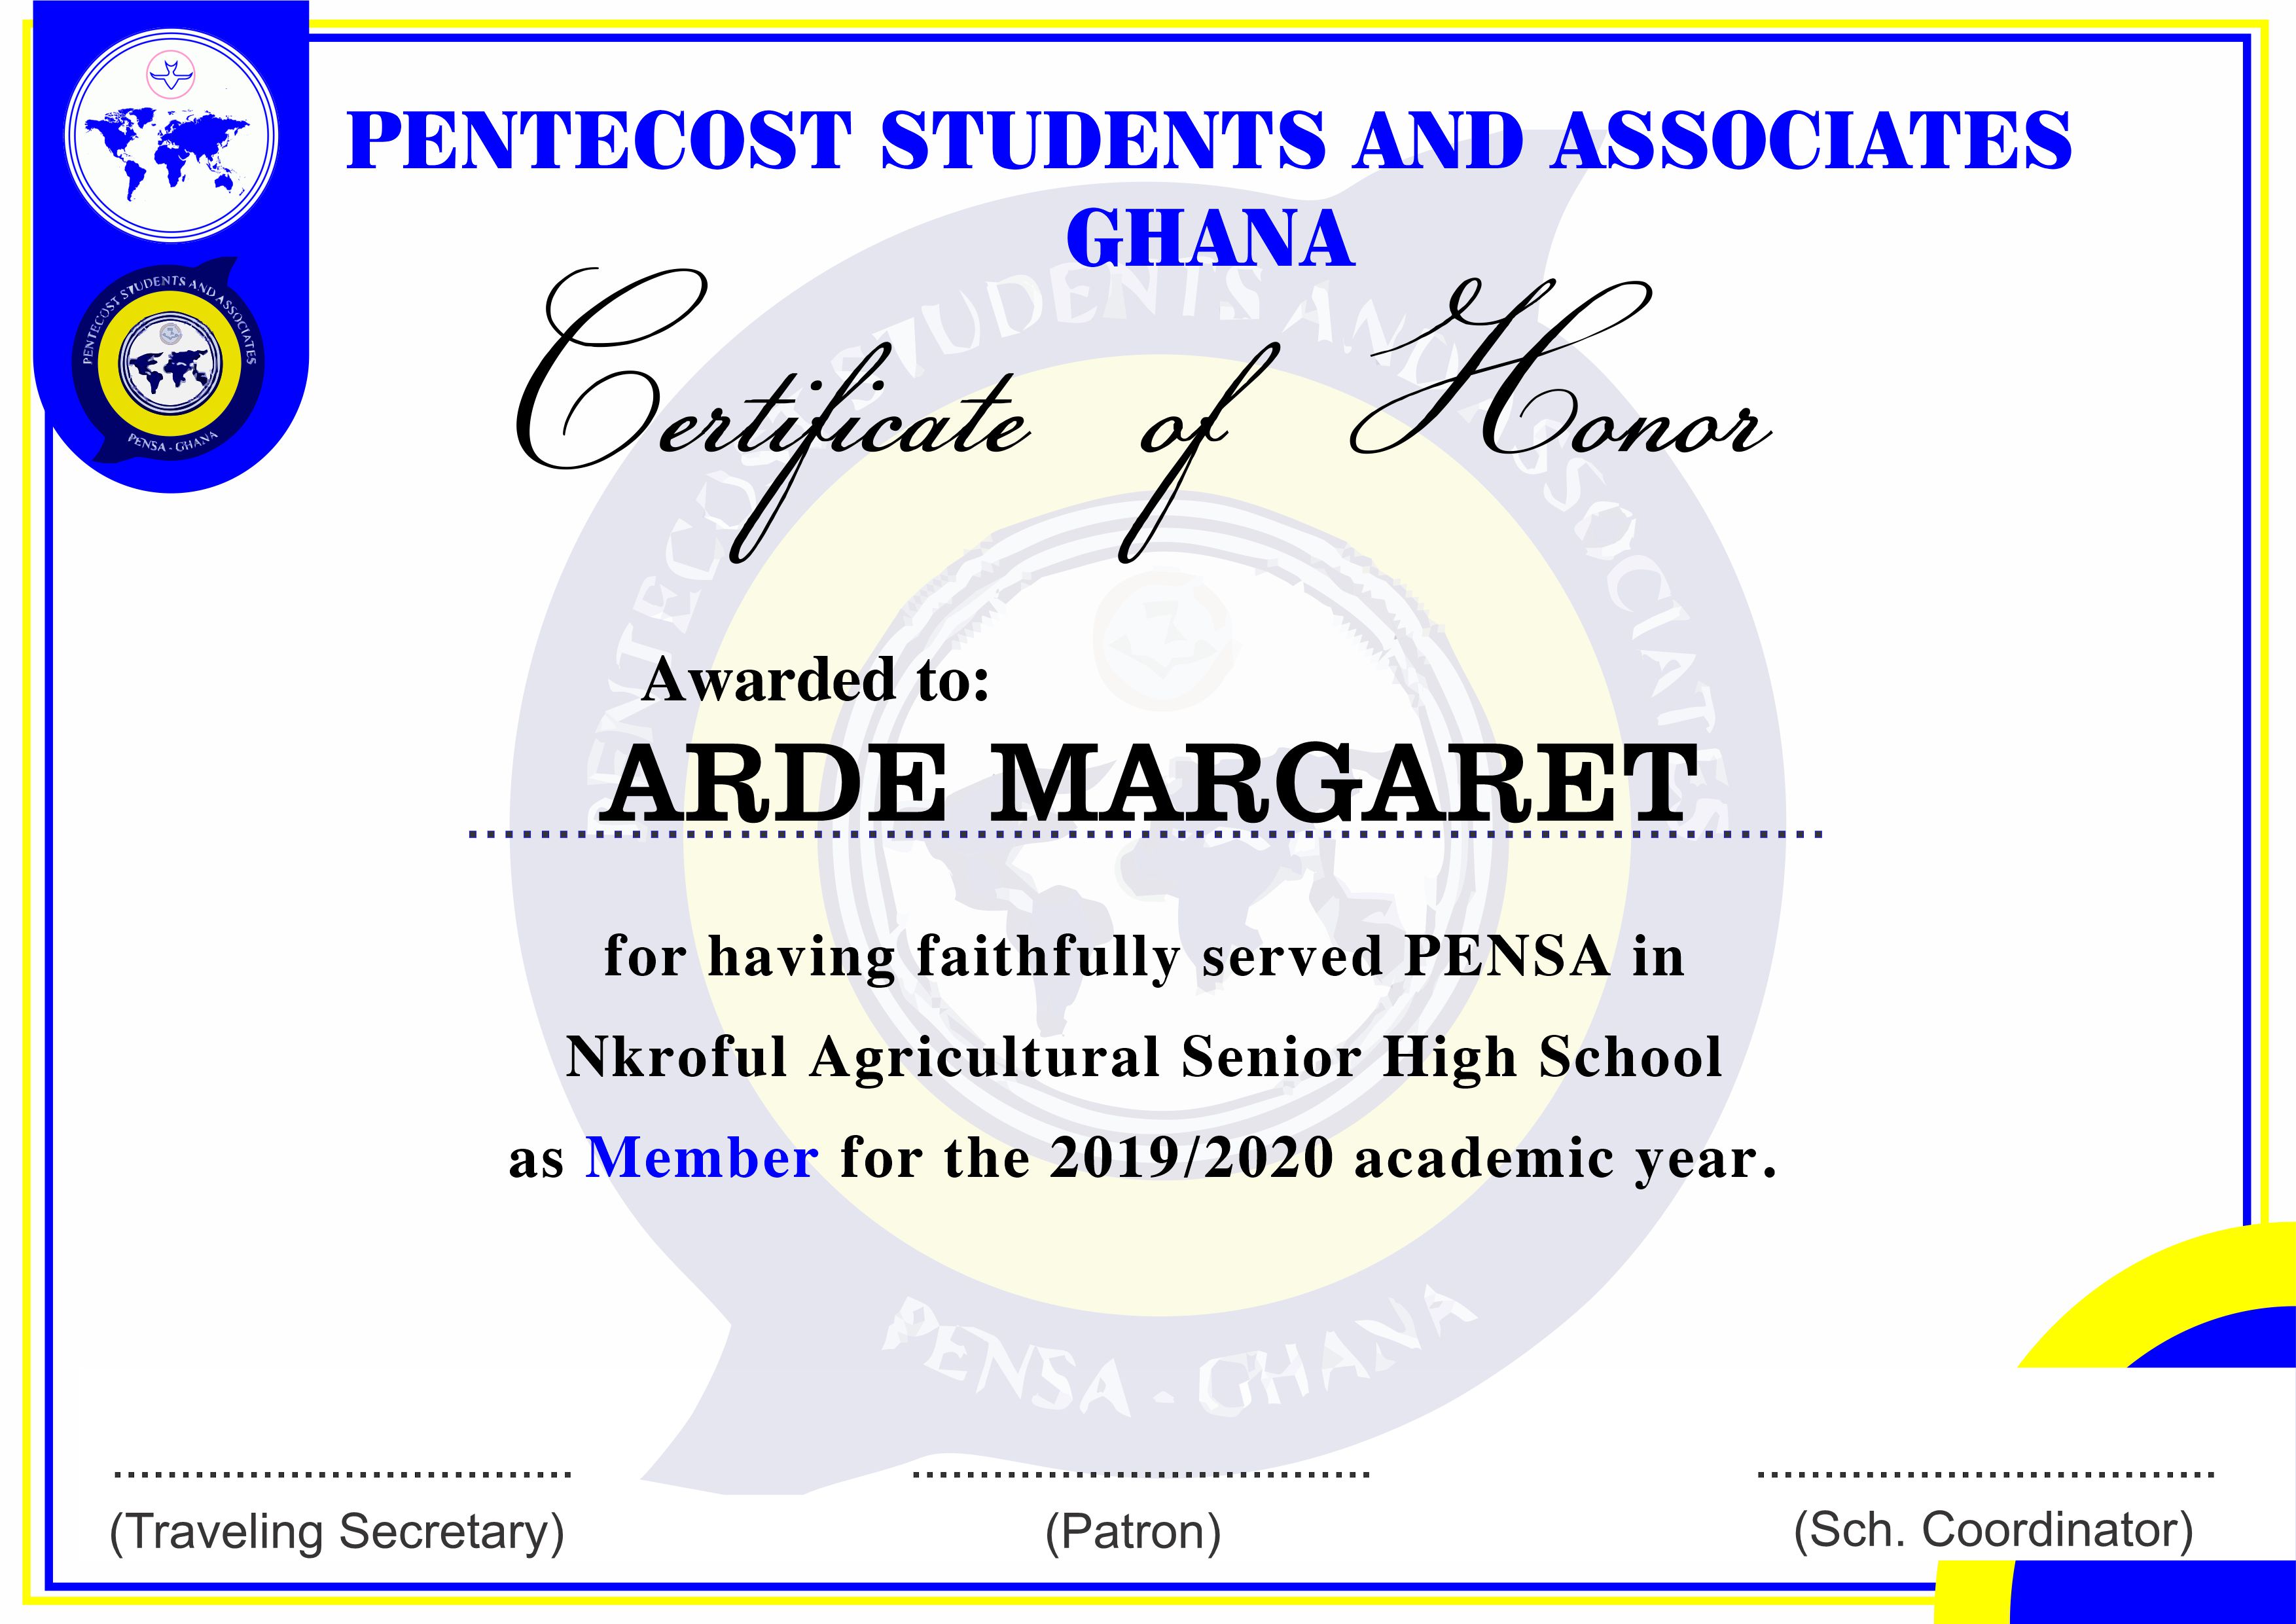 PENTECOST STUDENTS AND ASSOCIATES
GHANA
PENTECOST STUDENTS AND ASSOCIATES
PENSA - GHANA
Certificate of Honor
PENTECOST STUDENTS AND ASSOCIATES
Awarded to:
ARDE MARGARET
for having faithfully served PENSA in
Nkroful Agricultural Senior High School
as Member for the 2019/2020 academic year.
PENSA - GHANA
(Traveling Secretary)
(Patron)
(Sch. Coordinator)